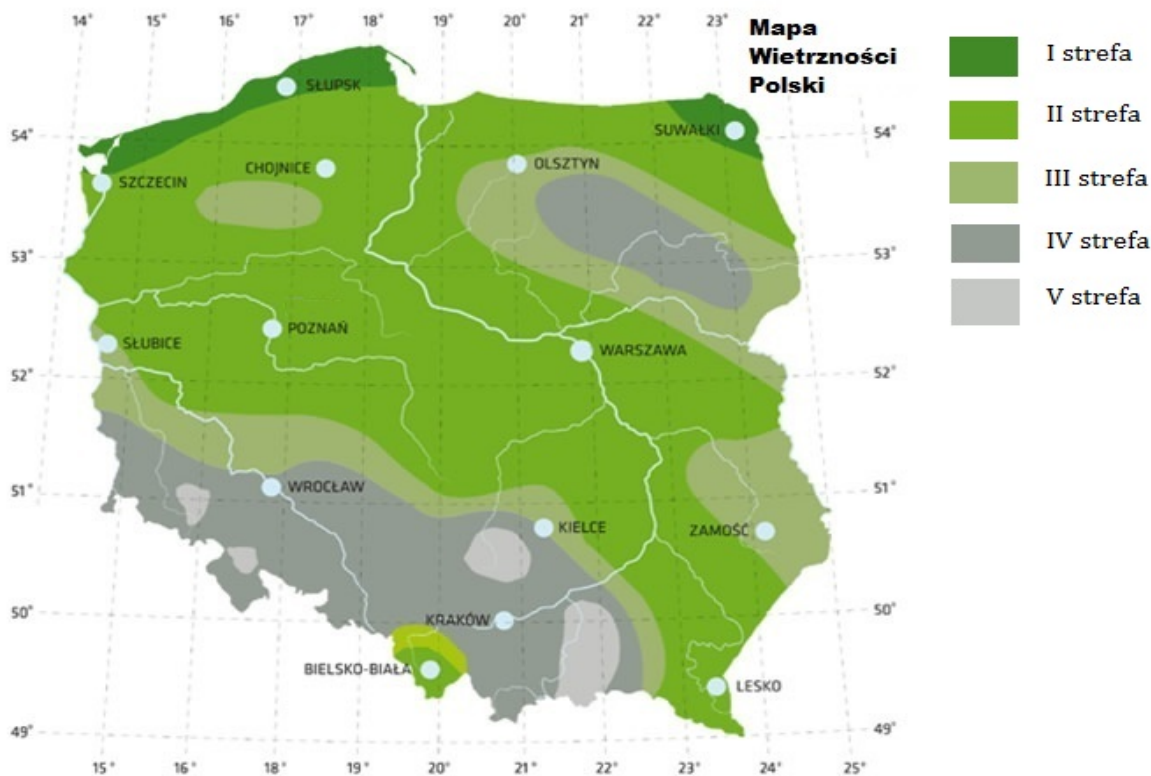 14° 15° 16° 17° 18° 19° 20° 21° 22° 23°
Mapa
Wietrzności
Polski
I strefa
II strefa
III strefa
IV strefa
V strefa
SŁUPSK
54°
SUWAŁKI
54°
CHOJNICE
OLSZTYN
SZCZECIN
53°
53°
POZNAŃ
SŁUBICE
WARSZAWA
52°
52°
WROCŁAW
51°
51°
KIELCE
ZAMOŚĆ
50°
50°
KRAKÓW
BIELSKO-BIAŁA
LESKO
49°
49°
15° 16° 17° 18° 19° 20° 21° 22° 23° 24° 25°